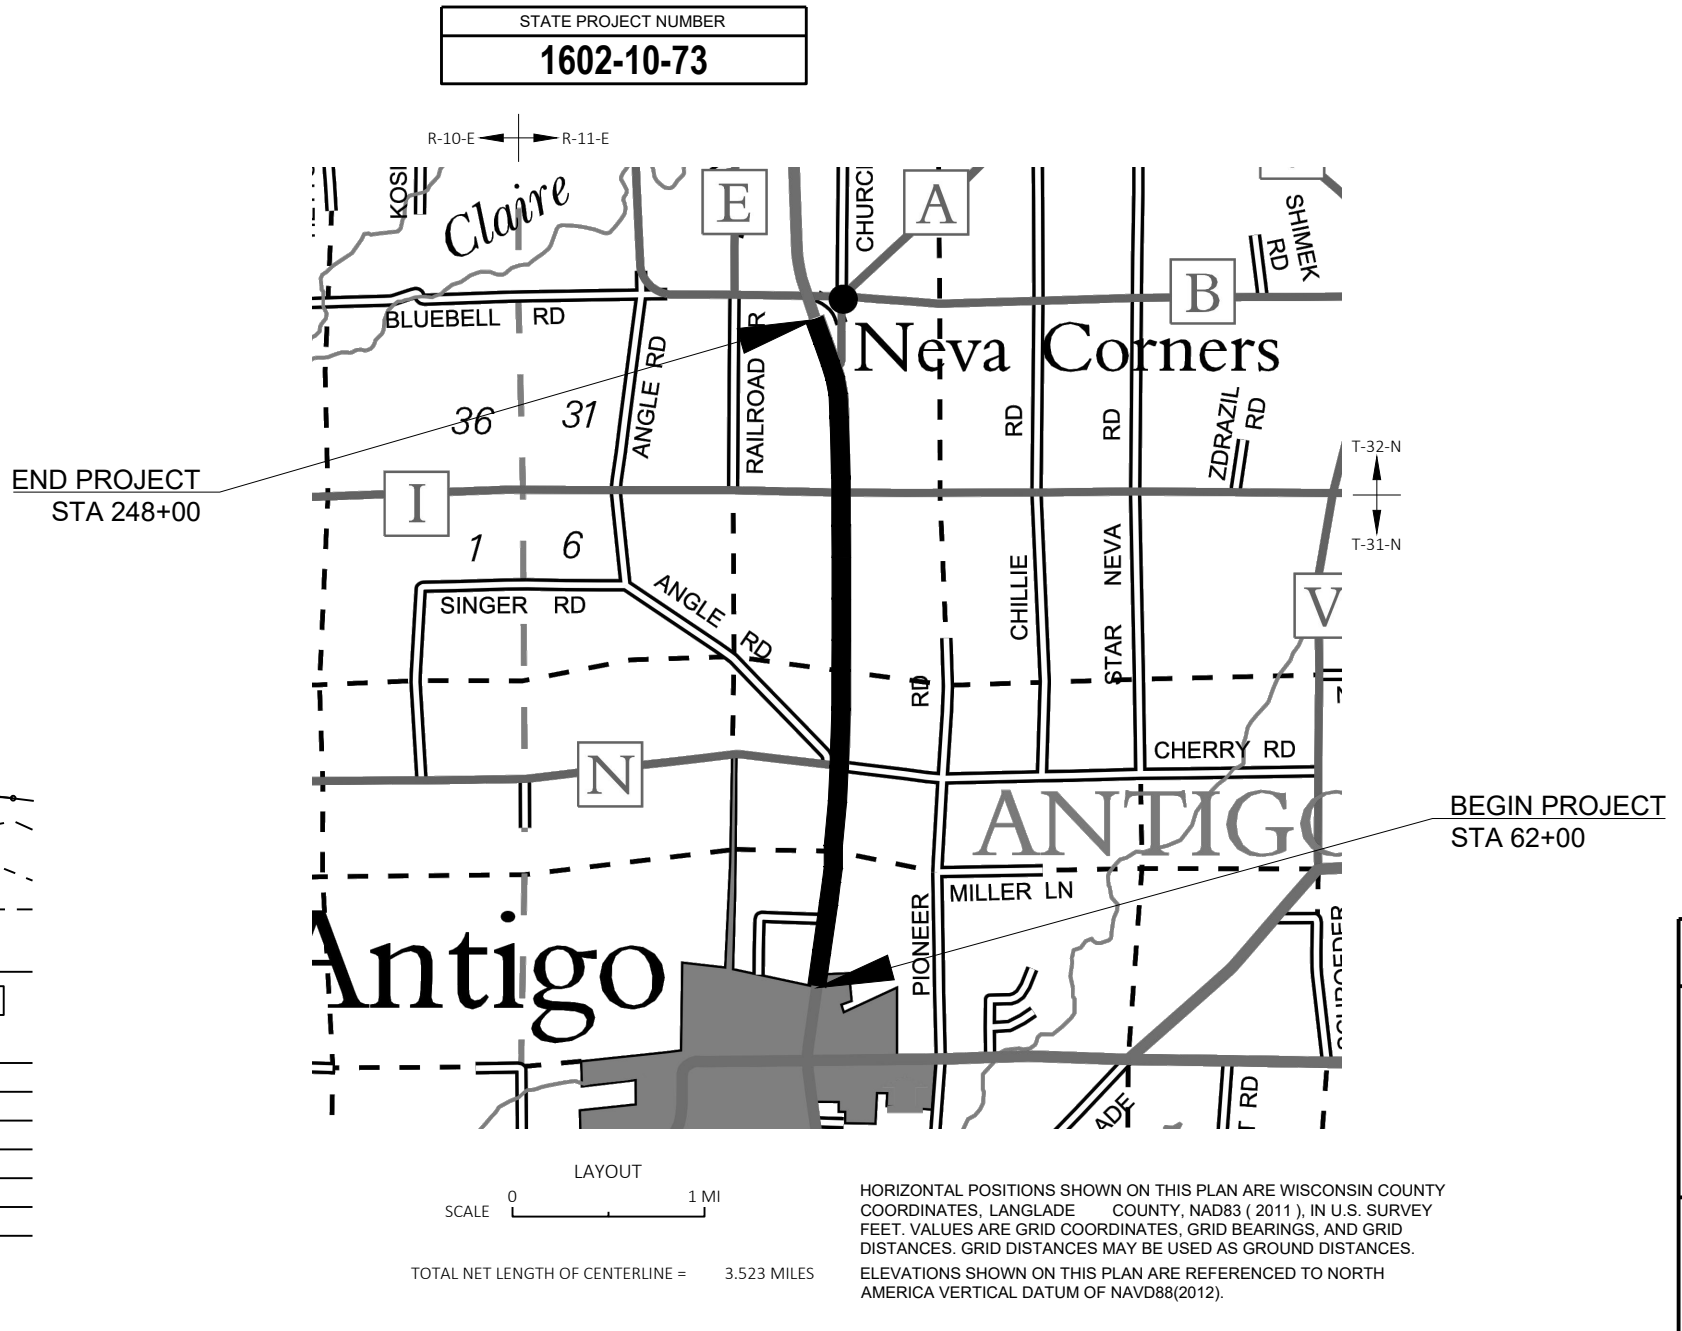 STATE PROJECT NUMBER
1602-10-73
R-10-E
R-11-E
Claire
E
A
SHIMEK
RD
B
BLUEBELL RD
Neva Corners
ANGLE RD
RAILROAD
36
31
RD
RD
ZDRAZIL
RD
T-32-N
T-31-N
END PROJECT
STA 248+00
I
1
6
SINGER RD
ANGLE RD
CHILLIE
STAR NEVA
V
RD
N
CHERRY RD
ANTIGO
BEGIN PROJECT
STA 62+00
MILLER LN
PIONEER
Antigo
RD
LAYOUT
SCALE
0
1 MI
TOTAL NET LENGTH OF CENTERLINE = 3.523 MILES
HORIZONTAL POSITIONS SHOWN ON THIS PLAN ARE WISCONSIN COUNTY
COORDINATES, LANGLADE COUNTY, NAD83 ( 2011 ), IN U.S. SURVEY
FEET. VALUES ARE GRID COORDINATES, GRID BEARINGS, AND GRID
DISTANCES. GRID DISTANCES MAY BE USED AS GROUND DISTANCES.
ELEVATIONS SHOWN ON THIS PLAN ARE REFERENCED TO NORTH
AMERICA VERTICAL DATUM OF NAVD88(2012).